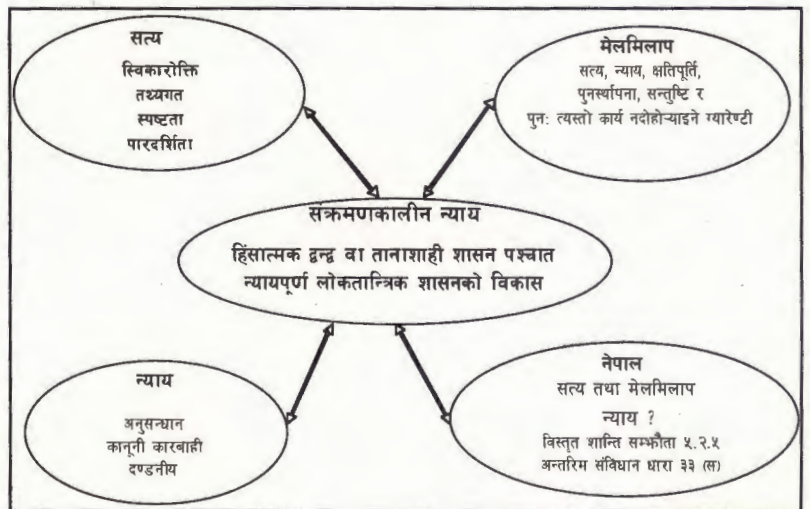 सत्य
स्विकारोक्ति
तथ्यगत
स्पष्टता
पारदर्शिता
मेलमिलाप
सत्य, न्याय, क्षतिपूर्ति,
पुनर्स्थापना, सन्तुष्टि र
पुन: त्यस्तो कार्य नदोहोऱ्याइने ग्यारेण्टी
संक्रमणकालीन न्याय
हिंसात्मक द्वन्द्व वा तानाशाही शासन पश्चात
न्यायपूर्ण लोकतान्त्रिक शासनको विकास
न्याय
अनुसन्धान
कानूनी कारबाही
दण्डनीय
नेपाल
सत्य तथा मेलमिलाप
न्याय ?
विस्तृत शान्ति सम्झौता ५.२.५
अन्तरिम संविधान धारा ३३ (स)